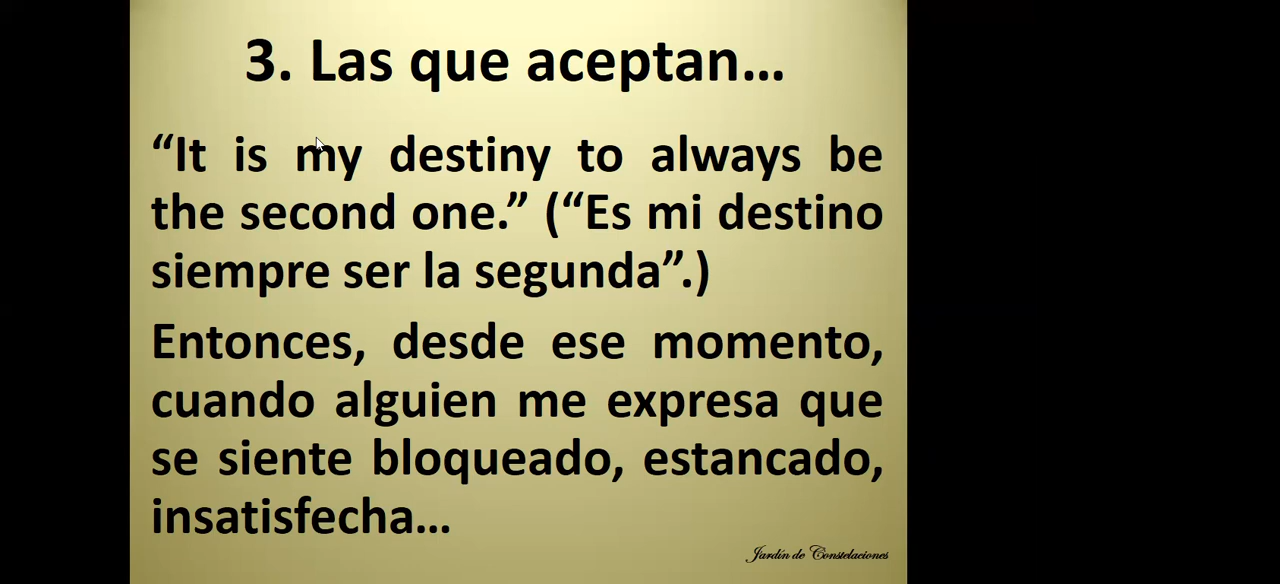 3. Las que aceptan...
“It is my destiny to always be
the second one.” (“Es mi destino
siempre ser la segunda”.)
Entonces, desde ese momento,
cuando alguien me expresa que
se siente bloqueado, estancado,
insatisfecha...
Jardín de Constelaciones